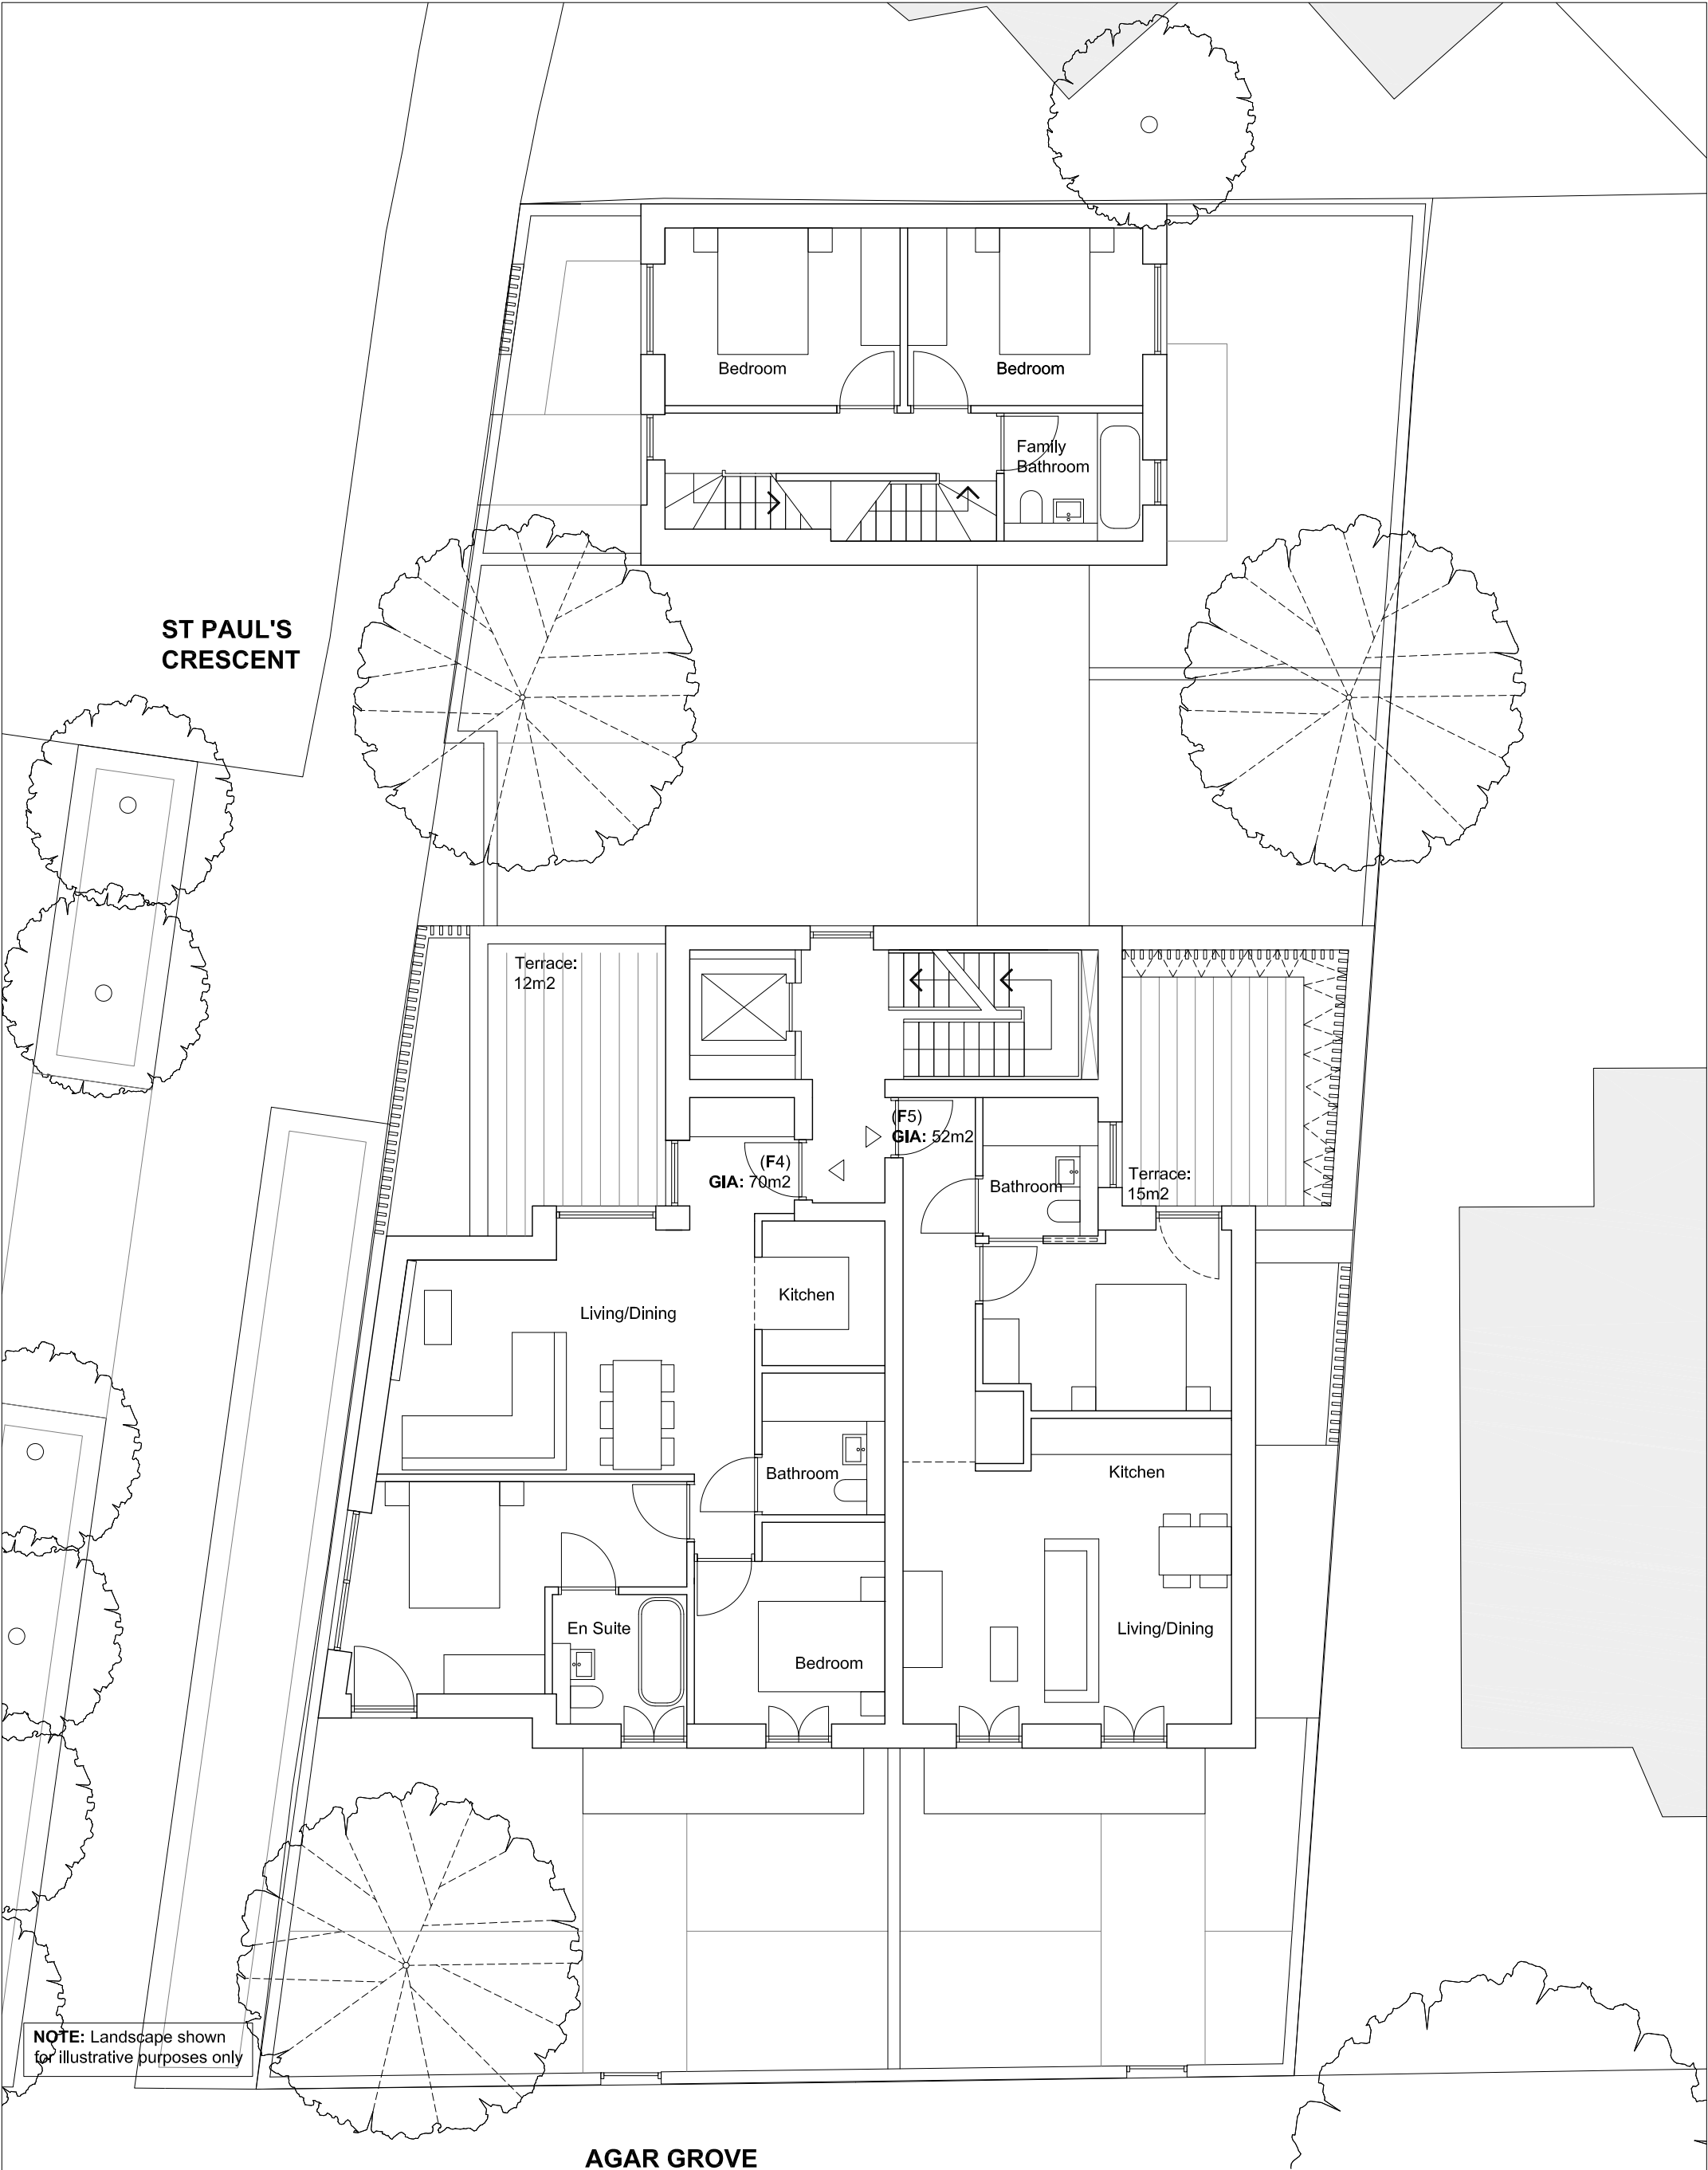 Bedroom
Bedroom
Family
Bathroom
ST PAUL'S
CRESCENT
Terrace:
12m2
(F5)
GIA: 52m2
(F4)
GIA: 70m2
Terrace:
15m2
Bathroom
Kitchen
Living/Dining
Bathroom
Kitchen
En Suite
Living/Dining
Bedroom
NOTE: Landscape shown
for illustrative purposes only
AGAR GROVE